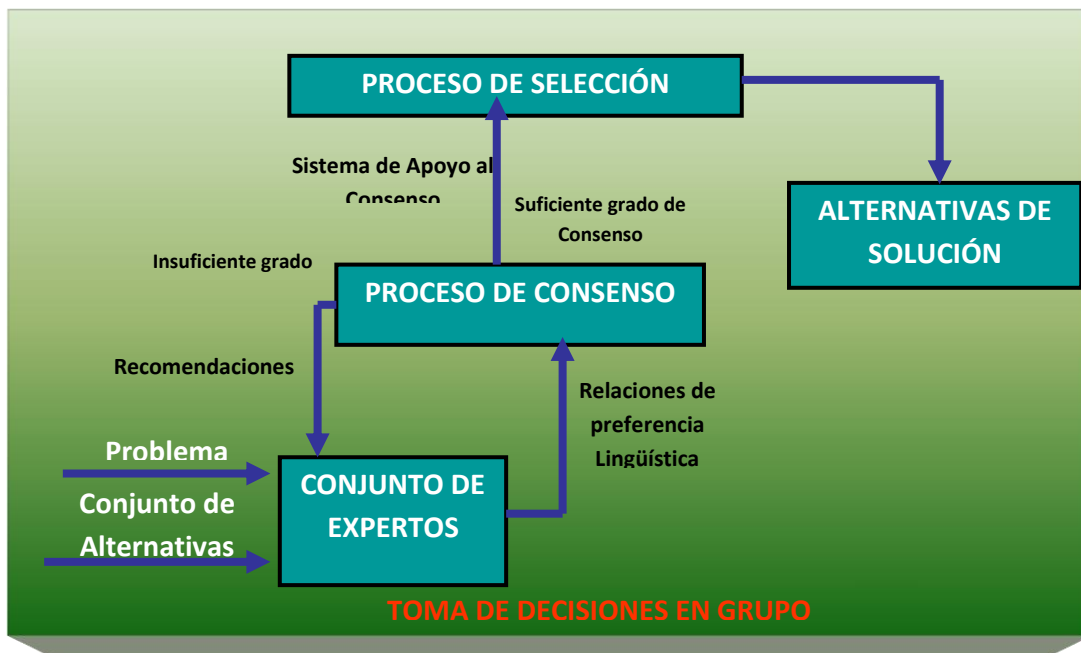 PROCESO DE SELECCIÓN
Sistema de Apoyo al
Consenso
Suficiente grado de
Consenso
ALTERNATIVAS DE
SOLUCIÓN
Insuficiente grado
PROCESO DE CONSENSO
Recomendaciones
Relaciones de
preferencia
Lingüística
Problema
Conjunto de
Alternativas
CONJUNTO DE
EXPERTOS
TOMA DE DECISIONES EN GRUPO